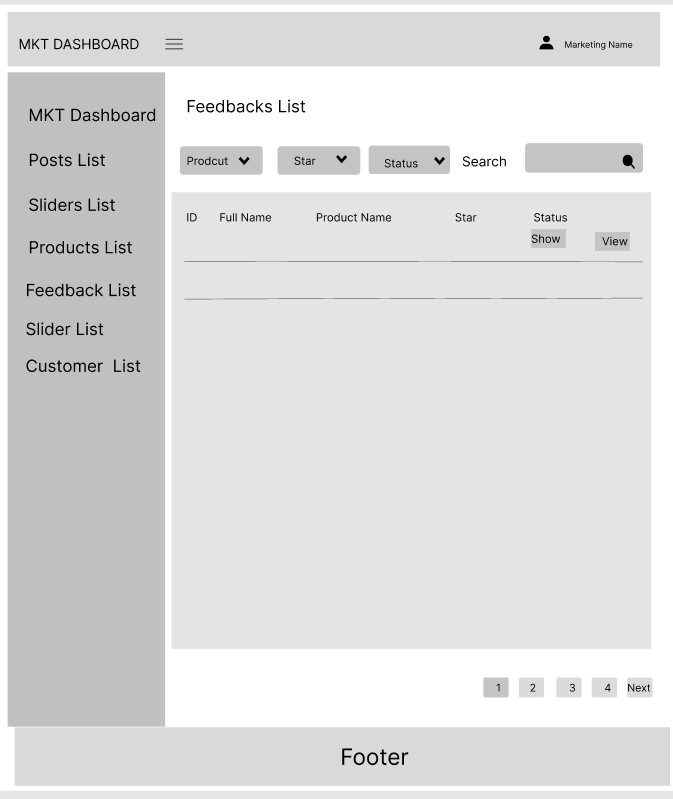 MKT DASHBOARD
Marketing Name
MKT Dashboard
Posts List
Sliders List
Products List
Feedback List
Slider List
Customer List
Feedbacks List
Prodcut
Star
Status
Search
ID Full Name Product Name Star Status
Show View
1 2 3 4 Next
Footer